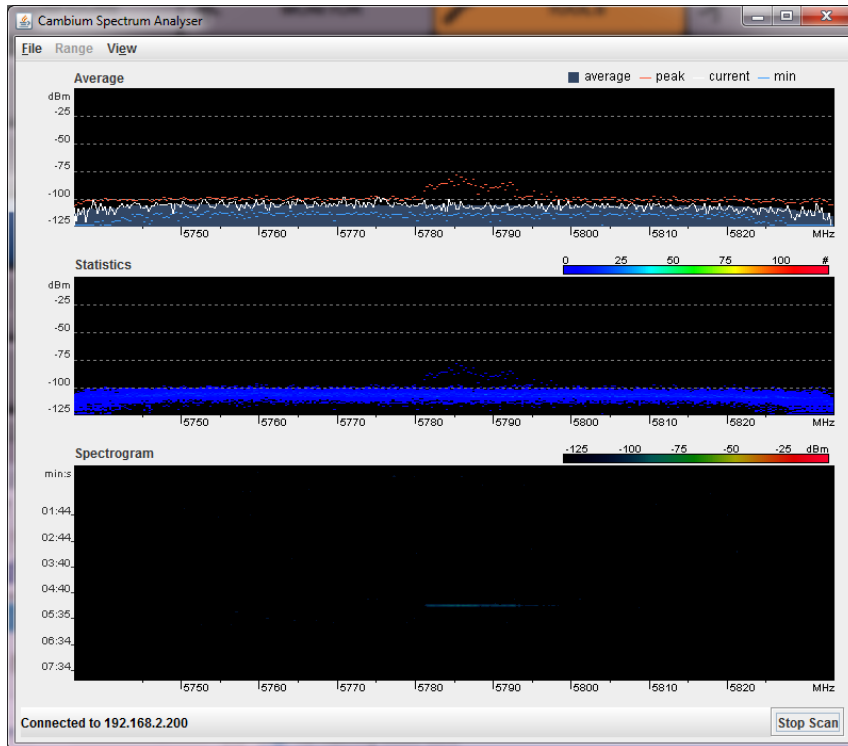 MONITOR
TOOLS
Cambium Spectrum Analyser
File Range View
Average
average peak current min
dBm
-25
-50
-75
-100
-125
5750 5760 5770 5780 5790 5800 5810 5820 MHz
Statistics
0 25 50 75 100 #
dBm
-25
-50
-75
-100
-125
5750 5760 5770 5780 5790 5800 5810 5820 MHz
Spectrogram
-125 -100 -75 -50 -25 dBm
min:s
01:44
02:44
03:40
04:40
05:35
06:34
07:34
5750 5760 5770 5780 5790 5800 5810 5820 MHz
Connected to 192.168.2.200 Stop Scan